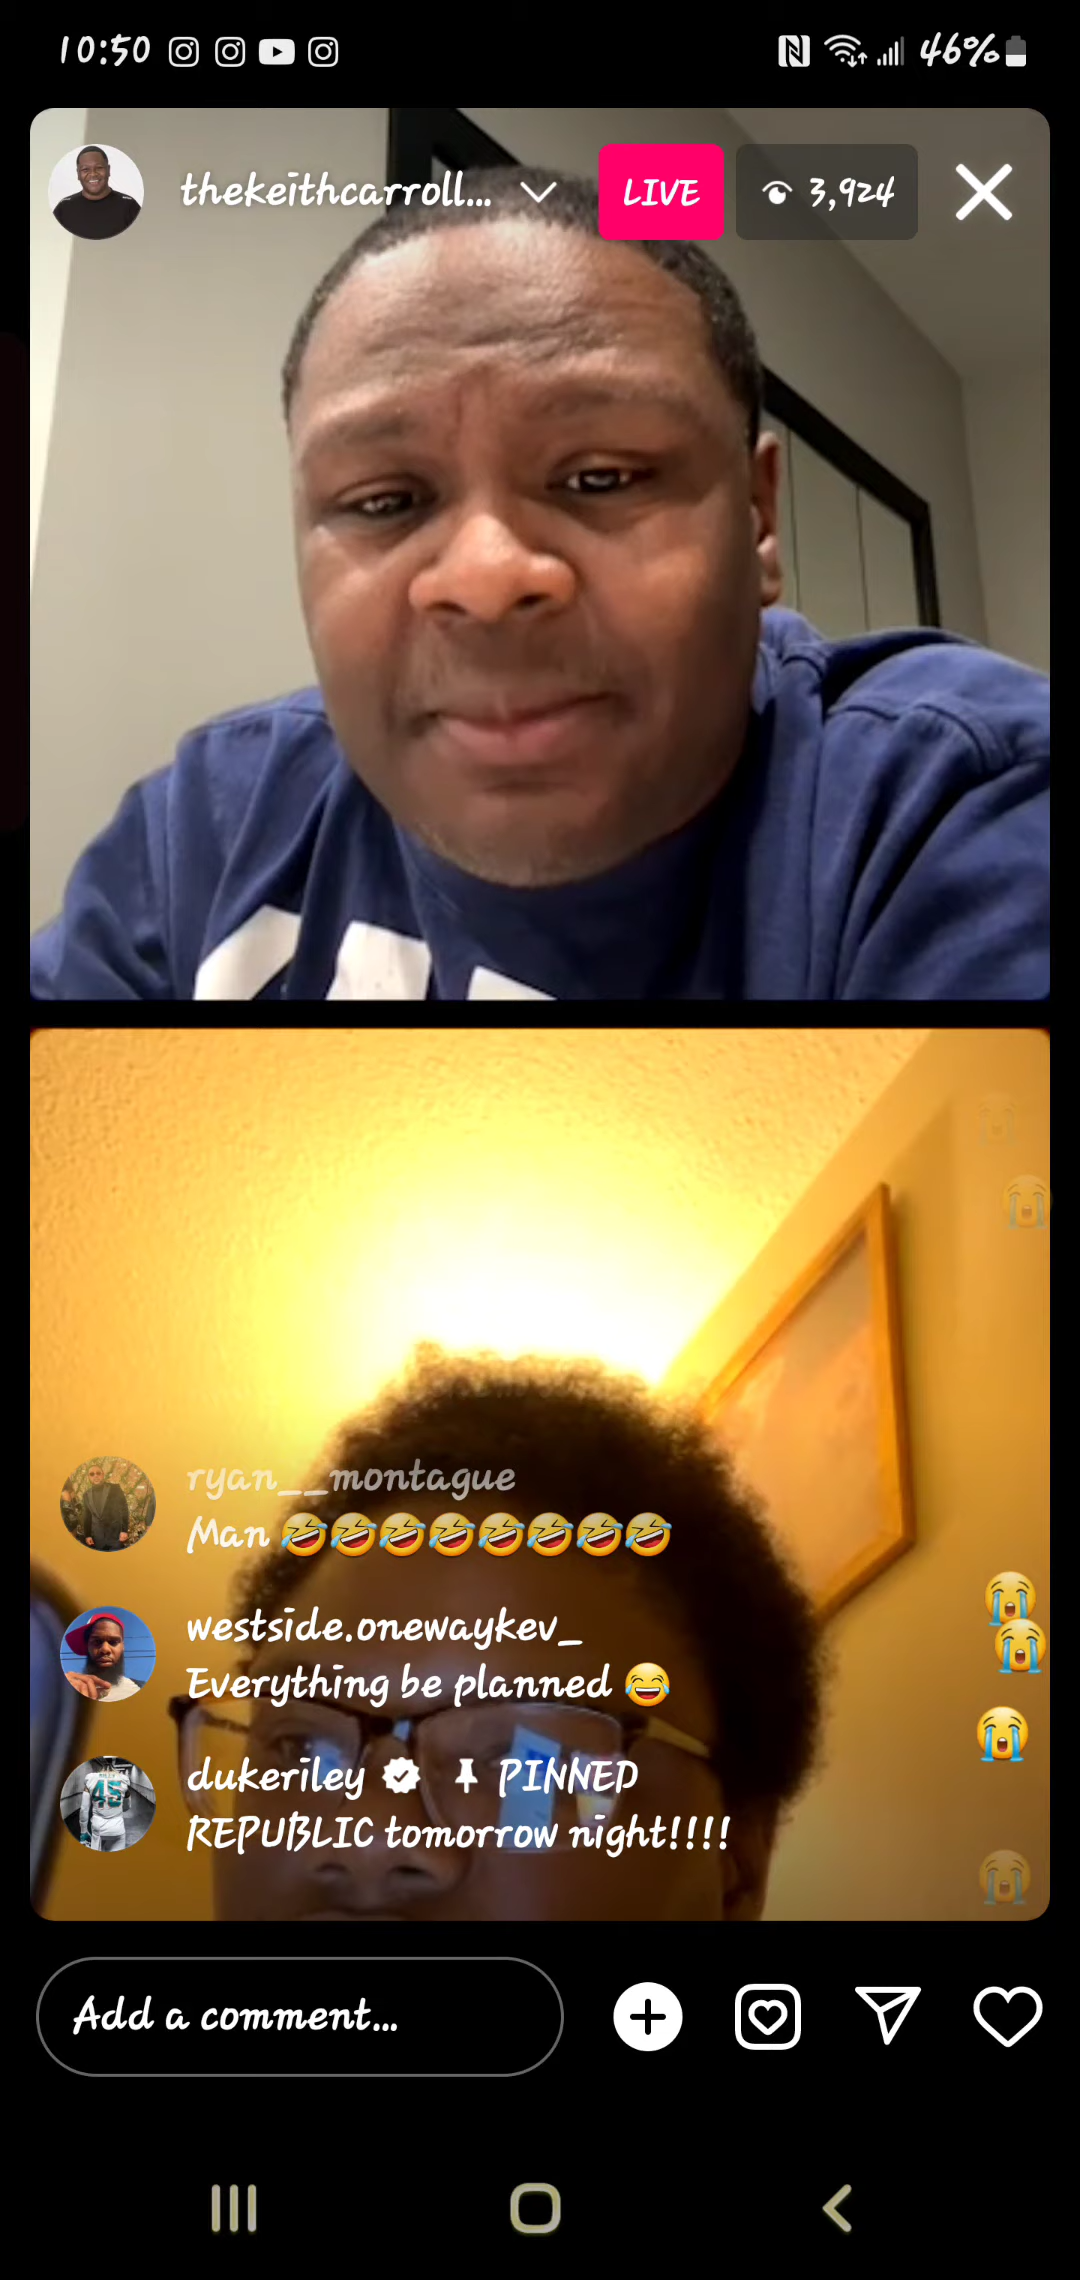 10:50
46%
thekeithcarroll...
LIVE
3,924
ryan__montague
Man 🤣🤣🤣🤣🤣🤣🤣🤣
westside.onewaykev_
Everything be planned 😂
dukeriley PINNED
REPUBLIC tomorrow night!!!!
Add a comment...